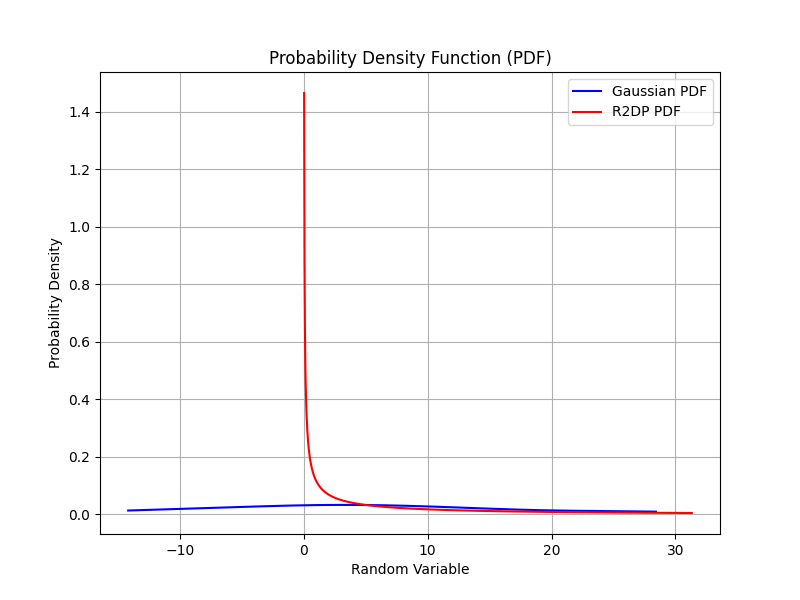 Probability Density Function (PDF)
Gaussian PDF
R2DP PDF
Probability Density
1.4
1.2
1.0
0.8
0.6
0.4
0.2
0.0
−10
0
10
20
30
Random Variable